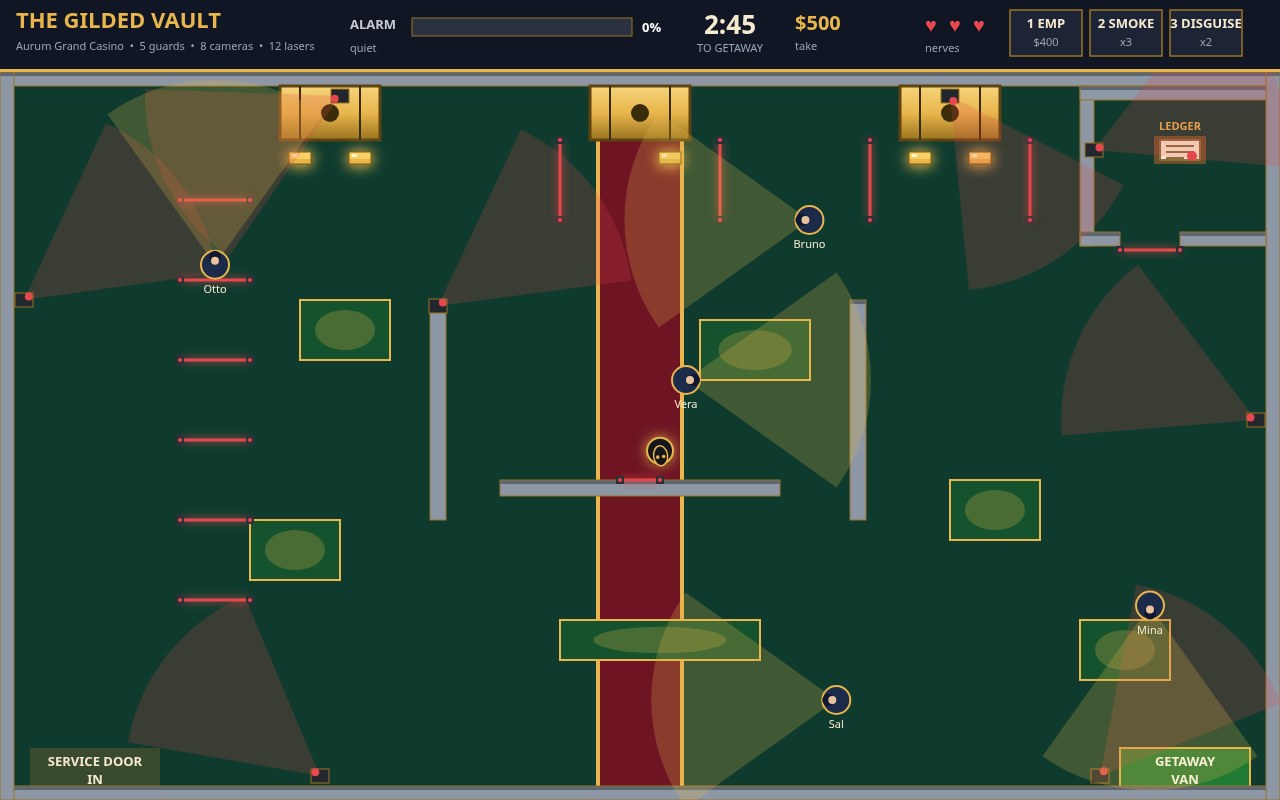 THE GILDED VAULT
Aurum Grand Casino • 5 guards • 8 cameras • 12 lasers
ALARM
quiet
0%
2:45
TO GETAWAY
$500
take
♥ ♥ ♥
nerves
1 EMP
$400
2 SMOKE
x3
3 DISGUISE
x2
LEDGER
Bruno
Otto
Vera
Mina
Sal
SERVICE DOOR
IN
GETAWAY
VAN